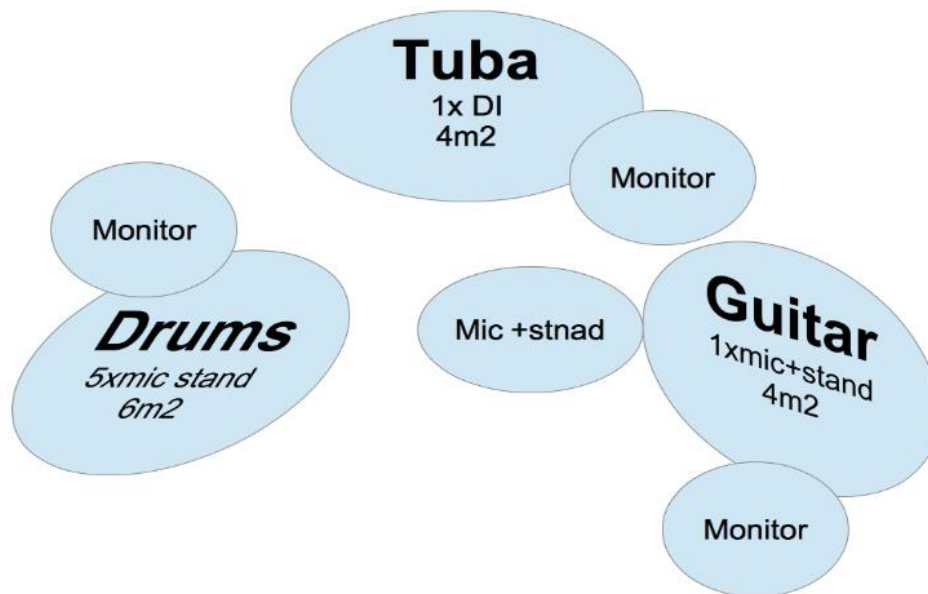 Tuba
1x DI
4m2
Monitor
Monitor
Drums
5xmic stand
6m2
Mic +stnad
Guitar
1xmic+stand
4m2
Monitor